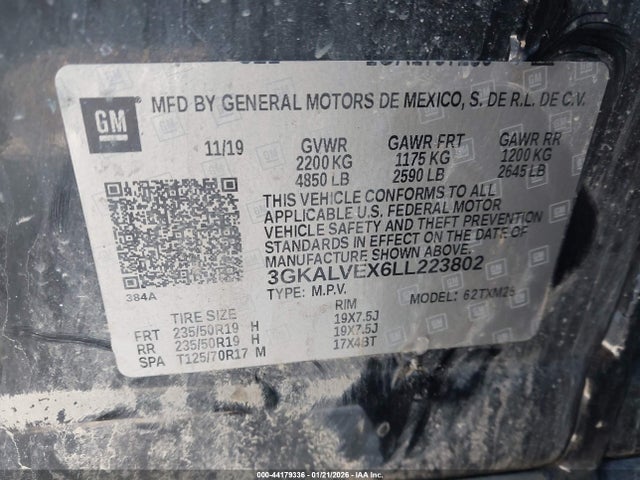 GM
MFD BY GENERAL MOTORS DE MEXICO, S. DE R.L. DE C.V.
11/19 GVWR GAWR FRT GAWR RR
2200 KG 1175 KG 1200 KG
4850 LB 2590 LB 2645 LB
THIS VEHICLE CONFORMS TO ALL
APPLICABLE U.S. FEDERAL MOTOR
VEHICLE SAFETY AND THEFT PREVENTION
STANDARDS IN EFFECT ON THE DATE OF
MANUFACTURE SHOWN ABOVE.
3GKALVEX6LL223802
384A TYPE: M.P.V. MODEL: 62TXM26
TIRE SIZE RIM
FRT 235/50R19 H 19X7.5J
RR 235/50R19 H 19X7.5J
SPA T125/70R17 M 17X4BT
000-44179336 | 01/21/2026 - IAA Inc.